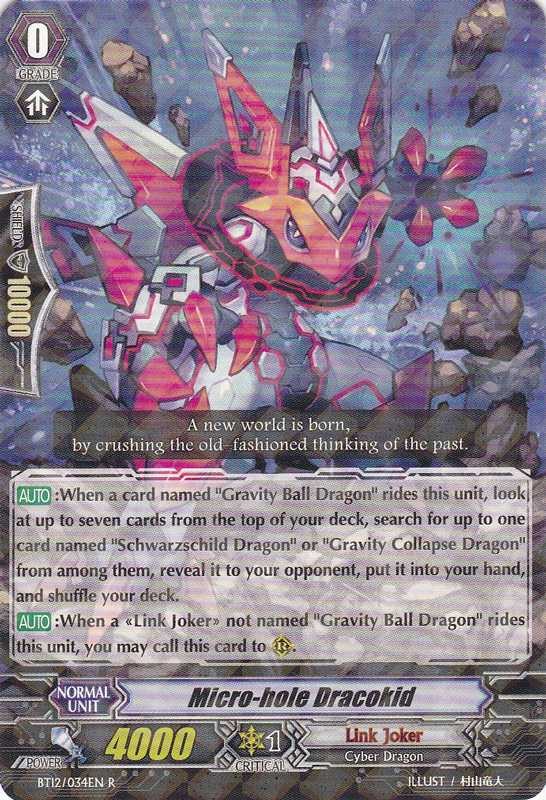 0
GRADE
SHIELD
10000
A new world is born,
by crushing the old-fashioned thinking of the past.
AUTO :When a card named "Gravity Ball Dragon" rides this unit, look
at up to seven cards from the top of your deck, search for up to one
card named "Schwarzschild Dragon" or "Gravity Collapse Dragon"
from among them, reveal it to your opponent, put it into your hand,
and shuffle your deck.
AUTO :When a «Link Joker» not named "Gravity Ball Dragon" rides
this unit, you may call this card to R.
NORMAL
UNIT
Micro-hole Dracokid
POWER
4000
1
CRITICAL
Link Joker
Cyber Dragon
BT12/034EN R
ILLUST / 村山竜大